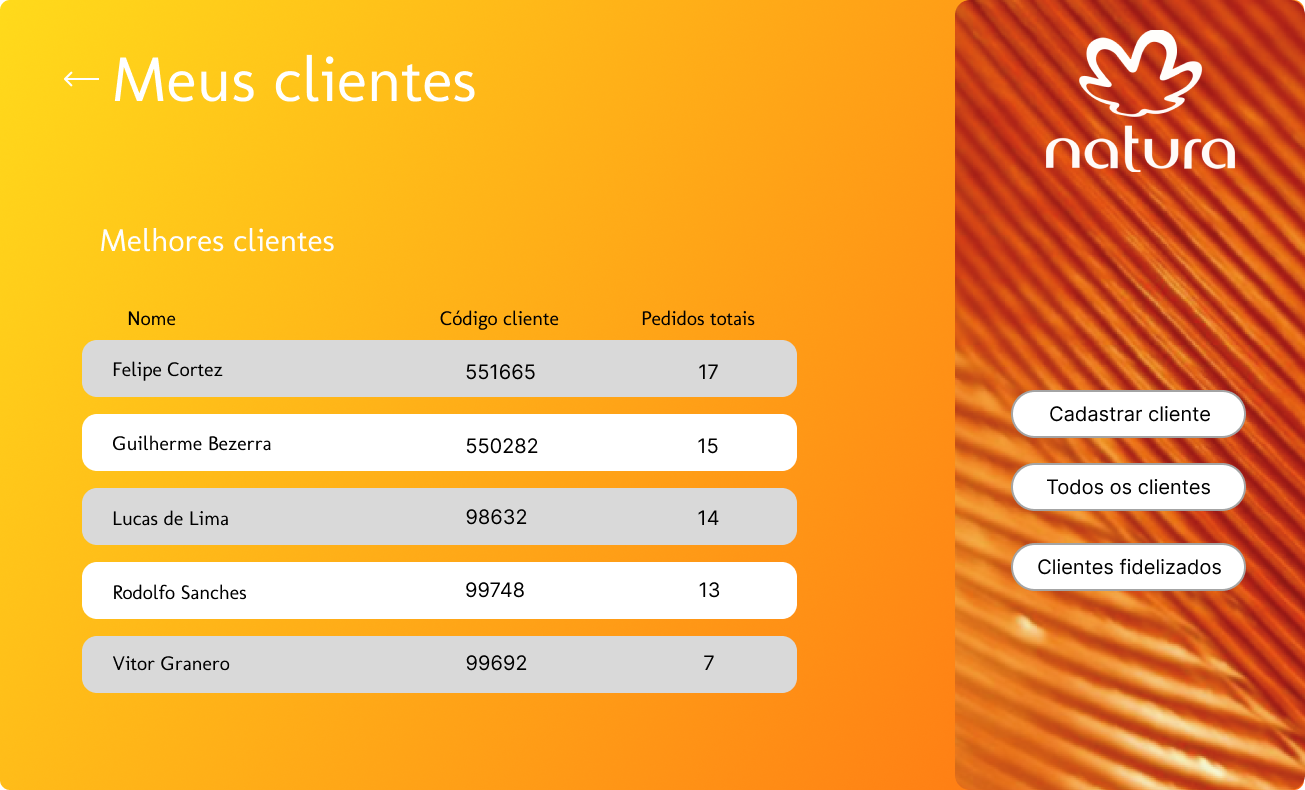 ← Meus clientes
Melhores clientes
Nome Código cliente Pedidos totais
Felipe Cortez 551665 17
Guilherme Bezerra 550282 15
Lucas de Lima 98632 14
Rodolfo Sanches 99748 13
Vitor Granero 99692 7
natura
Cadastrar cliente
Todos os clientes
Clientes fidelizados